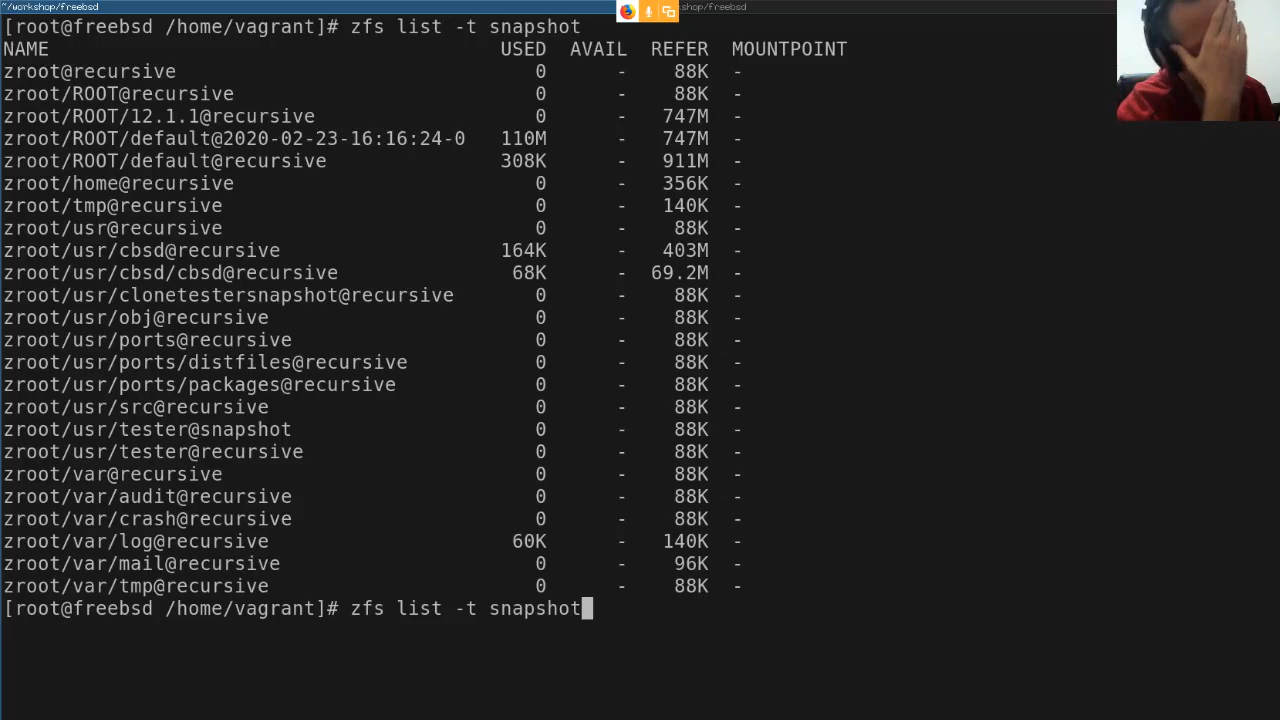 ~/workshop/freebsd
shop/freebsd
[root@freebsd /home/vagrant]# zfs list -t snapshot
NAME USED AVAIL REFER MOUNTPOINT
zroot@recursive 0 - 88K -
zroot/ROOT@recursive 0 - 88K -
zroot/ROOT/12.1.1@recursive 0 - 747M -
zroot/ROOT/default@2020-02-23-16:16:24-0 110M - 747M -
zroot/ROOT/default@recursive 308K - 911M -
zroot/home@recursive 0 - 356K -
zroot/tmp@recursive 0 - 140K -
zroot/usr@recursive 0 - 88K -
zroot/usr/cbsd@recursive 164K - 403M -
zroot/usr/cbsd/cbsd@recursive 68K - 69.2M -
zroot/usr/clonetestersnapshot@recursive 0 - 88K -
zroot/usr/obj@recursive 0 - 88K -
zroot/usr/ports@recursive 0 - 88K -
zroot/usr/ports/distfiles@recursive 0 - 88K -
zroot/usr/ports/packages@recursive 0 - 88K -
zroot/usr/src@recursive 0 - 88K -
zroot/usr/tester@snapshot 0 - 88K -
zroot/usr/tester@recursive 0 - 88K -
zroot/var@recursive 0 - 88K -
zroot/var/audit@recursive 0 - 88K -
zroot/var/crash@recursive 0 - 88K -
zroot/var/log@recursive 60K - 140K -
zroot/var/mail@recursive 0 - 96K -
zroot/var/tmp@recursive 0 - 88K -
[root@freebsd /home/vagrant]# zfs list -t snapshot